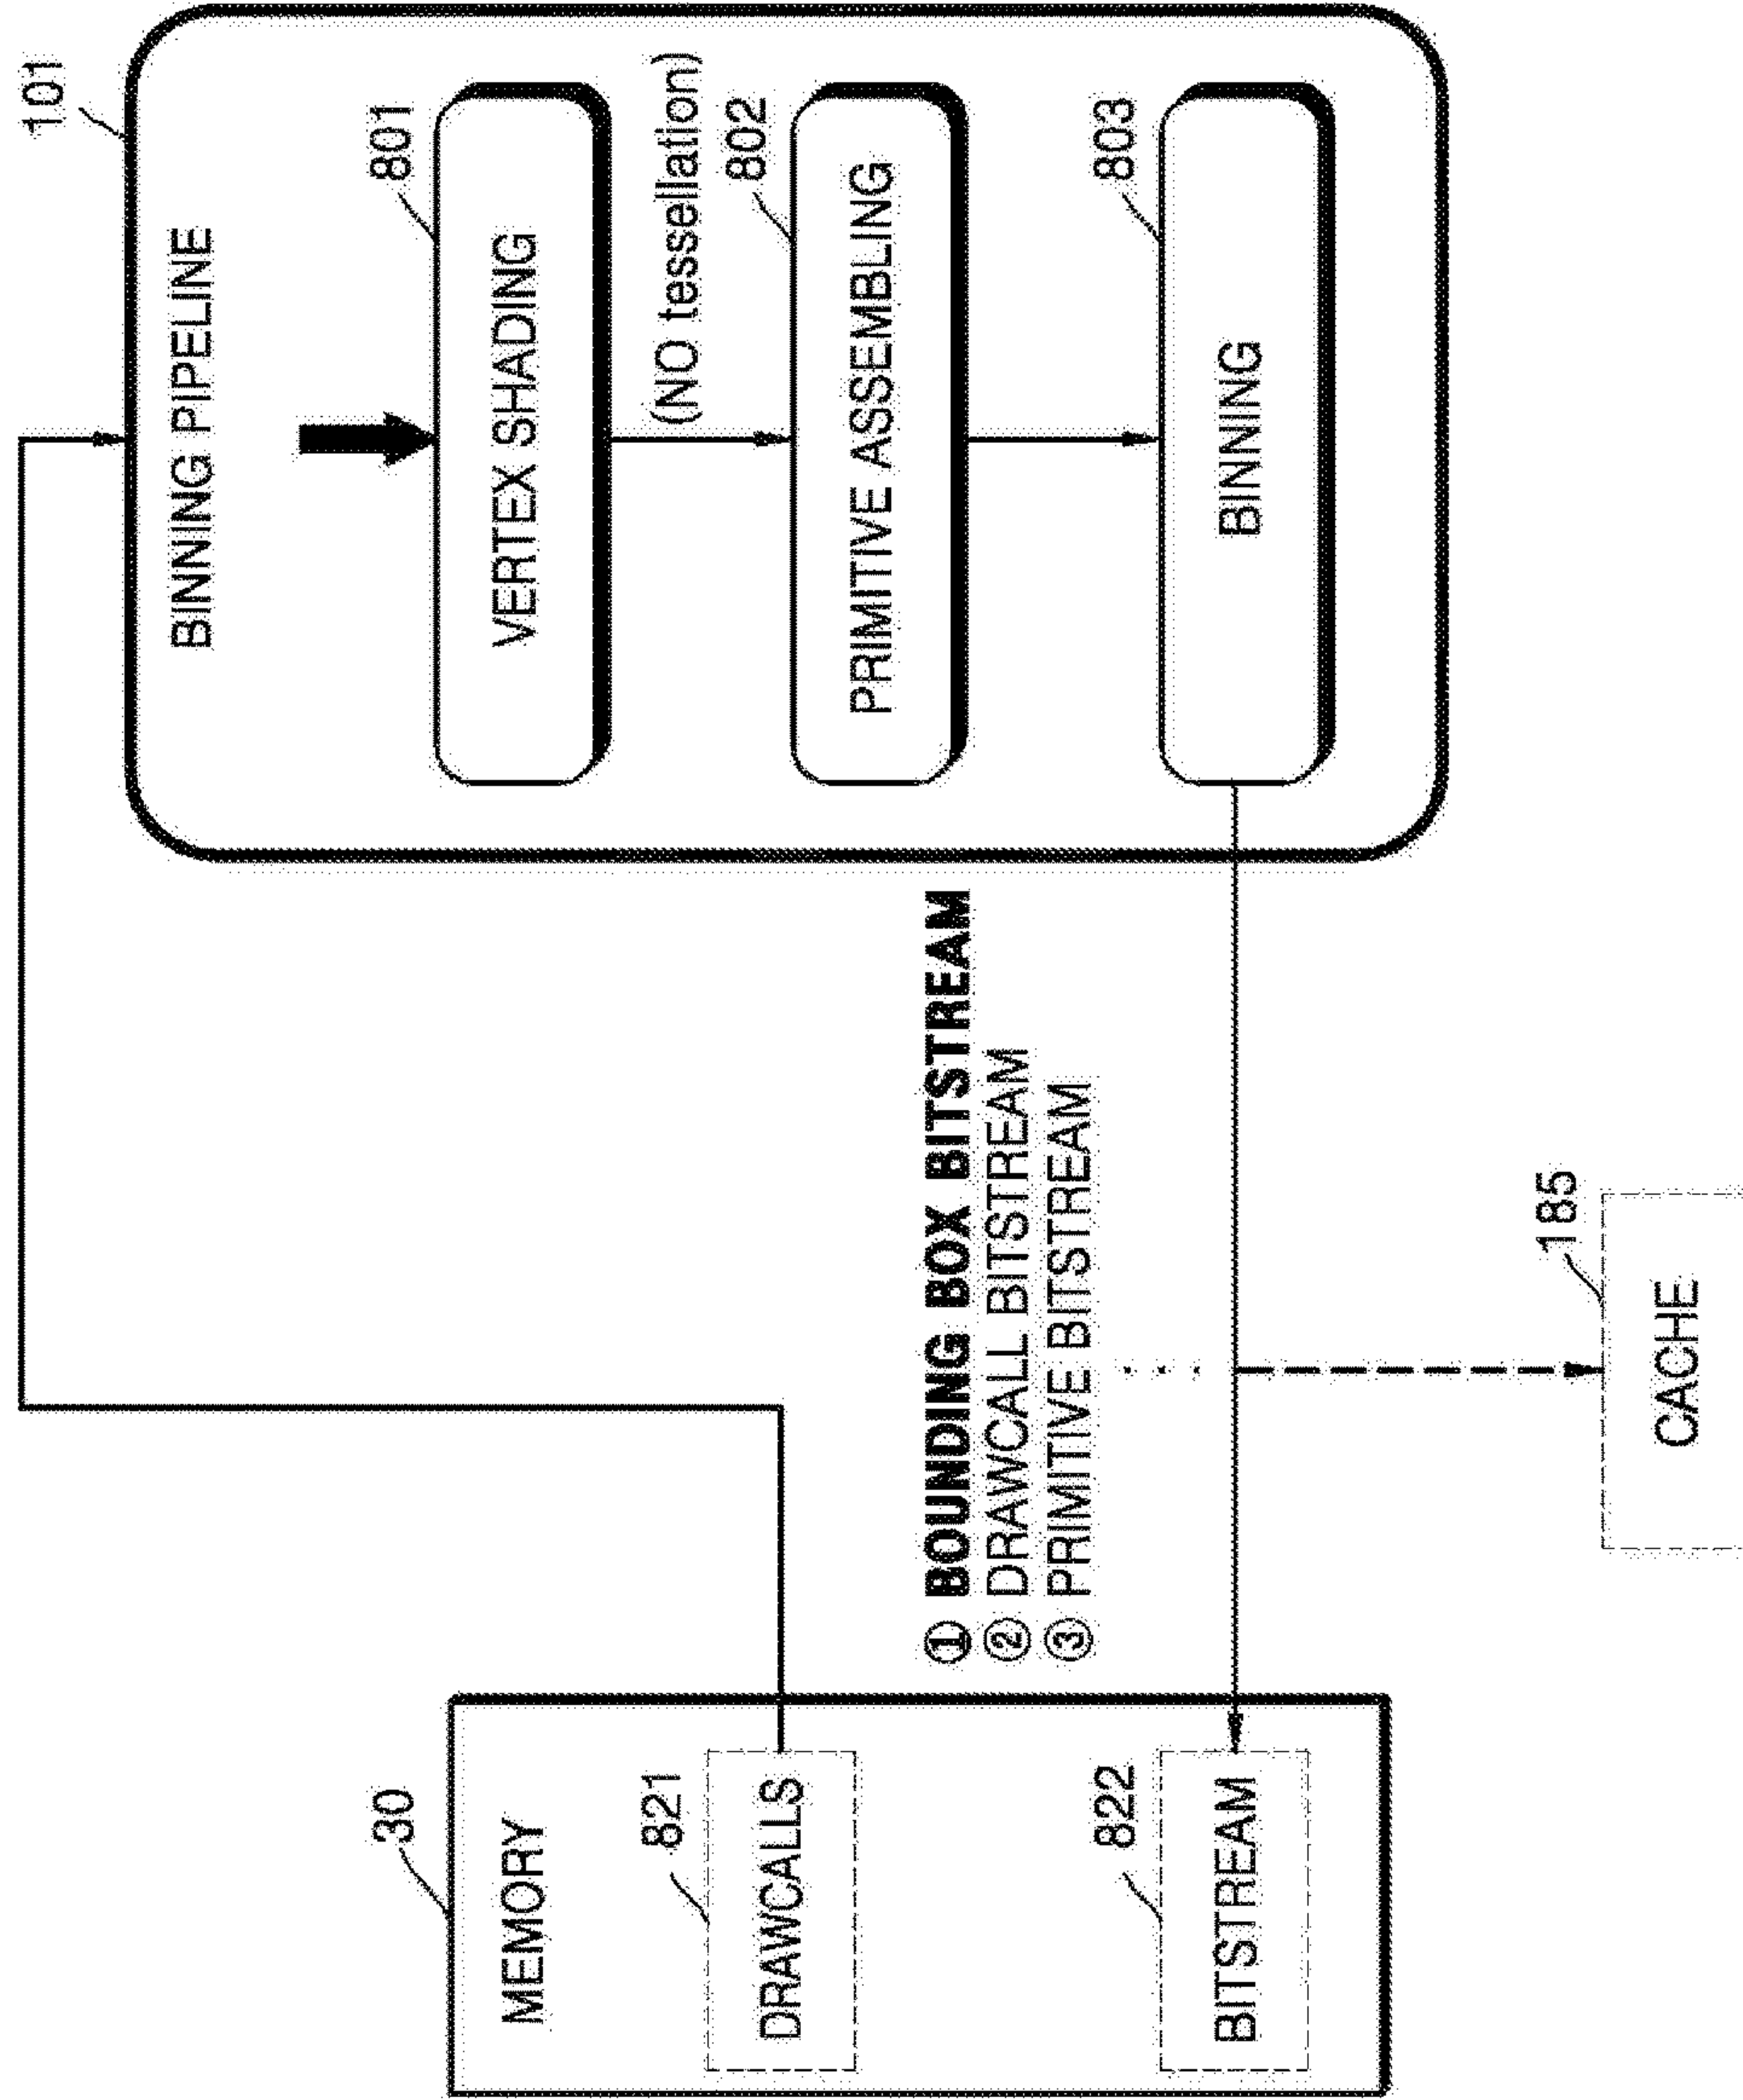 101
BINNING PIPELINE
801
VERTEX SHADING
(NO tessellation)
802
PRIMITIVE ASSEMBLING
803
BINNING
① BOUNDING BOX BITSTREAM
② DRAWCALL BITSTREAM
③ PRIMITIVE BITSTREAM
185
CACHE
30
MEMORY
821
DRAWCALLS
822
BITSTREAM